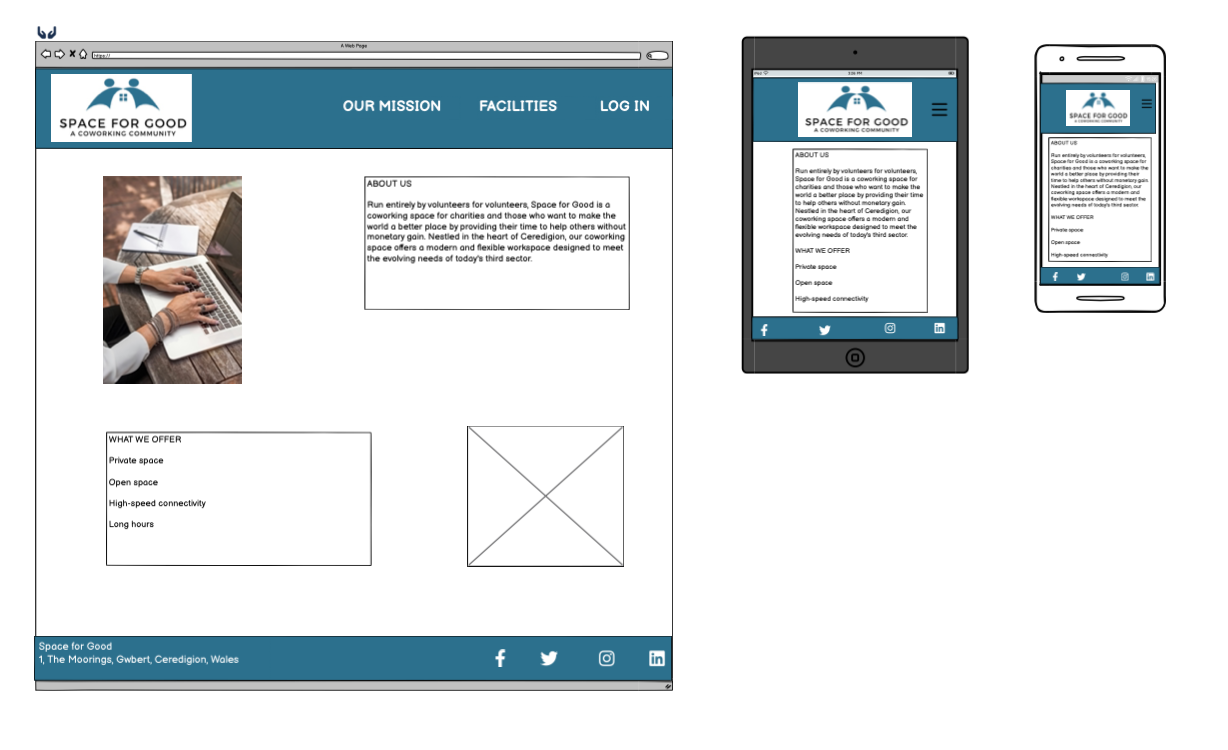 A Web Page
https://
SPACE FOR GOOD
A COWORKING COMMUNITY
OUR MISSION
FACILITIES
LOG IN
ABOUT US
Run entirely by volunteers for volunteers, Space for Good is a
coworking space for charities and those who want to make the
world a better place by providing their time to help others without
monetary gain. Nestled in the heart of Ceredigion, our coworking
space offers a modern and flexible workspace designed to meet
the evolving needs of today's third sector.
WHAT WE OFFER
Private space
Open space
High-speed connectivity
Long hours
Space for Good
1, The Moorings, Gwbert, Ceredigion, Wales
iPad
SPACE FOR GOOD
A COWORKING COMMUNITY
ABOUT US
Run entirely by volunteers for volunteers,
Space for Good is a coworking space for
charities and those who want to make the
world a better place by providing their time
to help others without monetary gain.
Nestled in the heart of Ceredigion, our
coworking space offers a modern and
flexible workspace designed to meet the
evolving needs of today's third sector.
WHAT WE OFFER
Private space
Open space
High-speed connectivity
SPACE FOR GOOD
A COWORKING COMMUNITY
ABOUT US
Run entirely by volunteers for volunteers,
Space for Good is a coworking space for
charities and those who want to make the
world a better place by providing their
time to help others without monetary gain.
Nestled in the heart of Ceredigion, our
coworking space offers a modern and
flexible workspace designed to meet the
evolving needs of today's third sector.
WHAT WE OFFER
Private space
Open space
High-speed connectivity